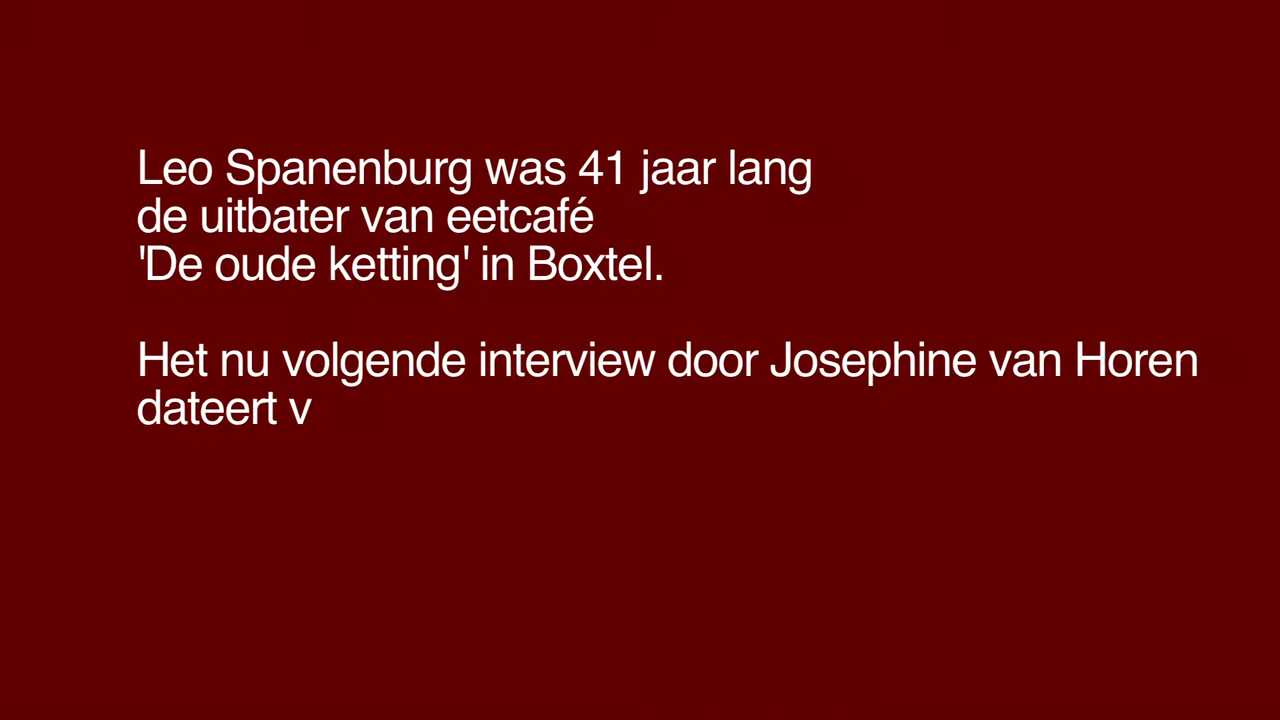 Leo Spanenburg was 41 jaar lang
de uitbater van eetcafé
'De oude ketting' in Boxtel.
Het nu volgende interview door Josephine van Horen
dateert v